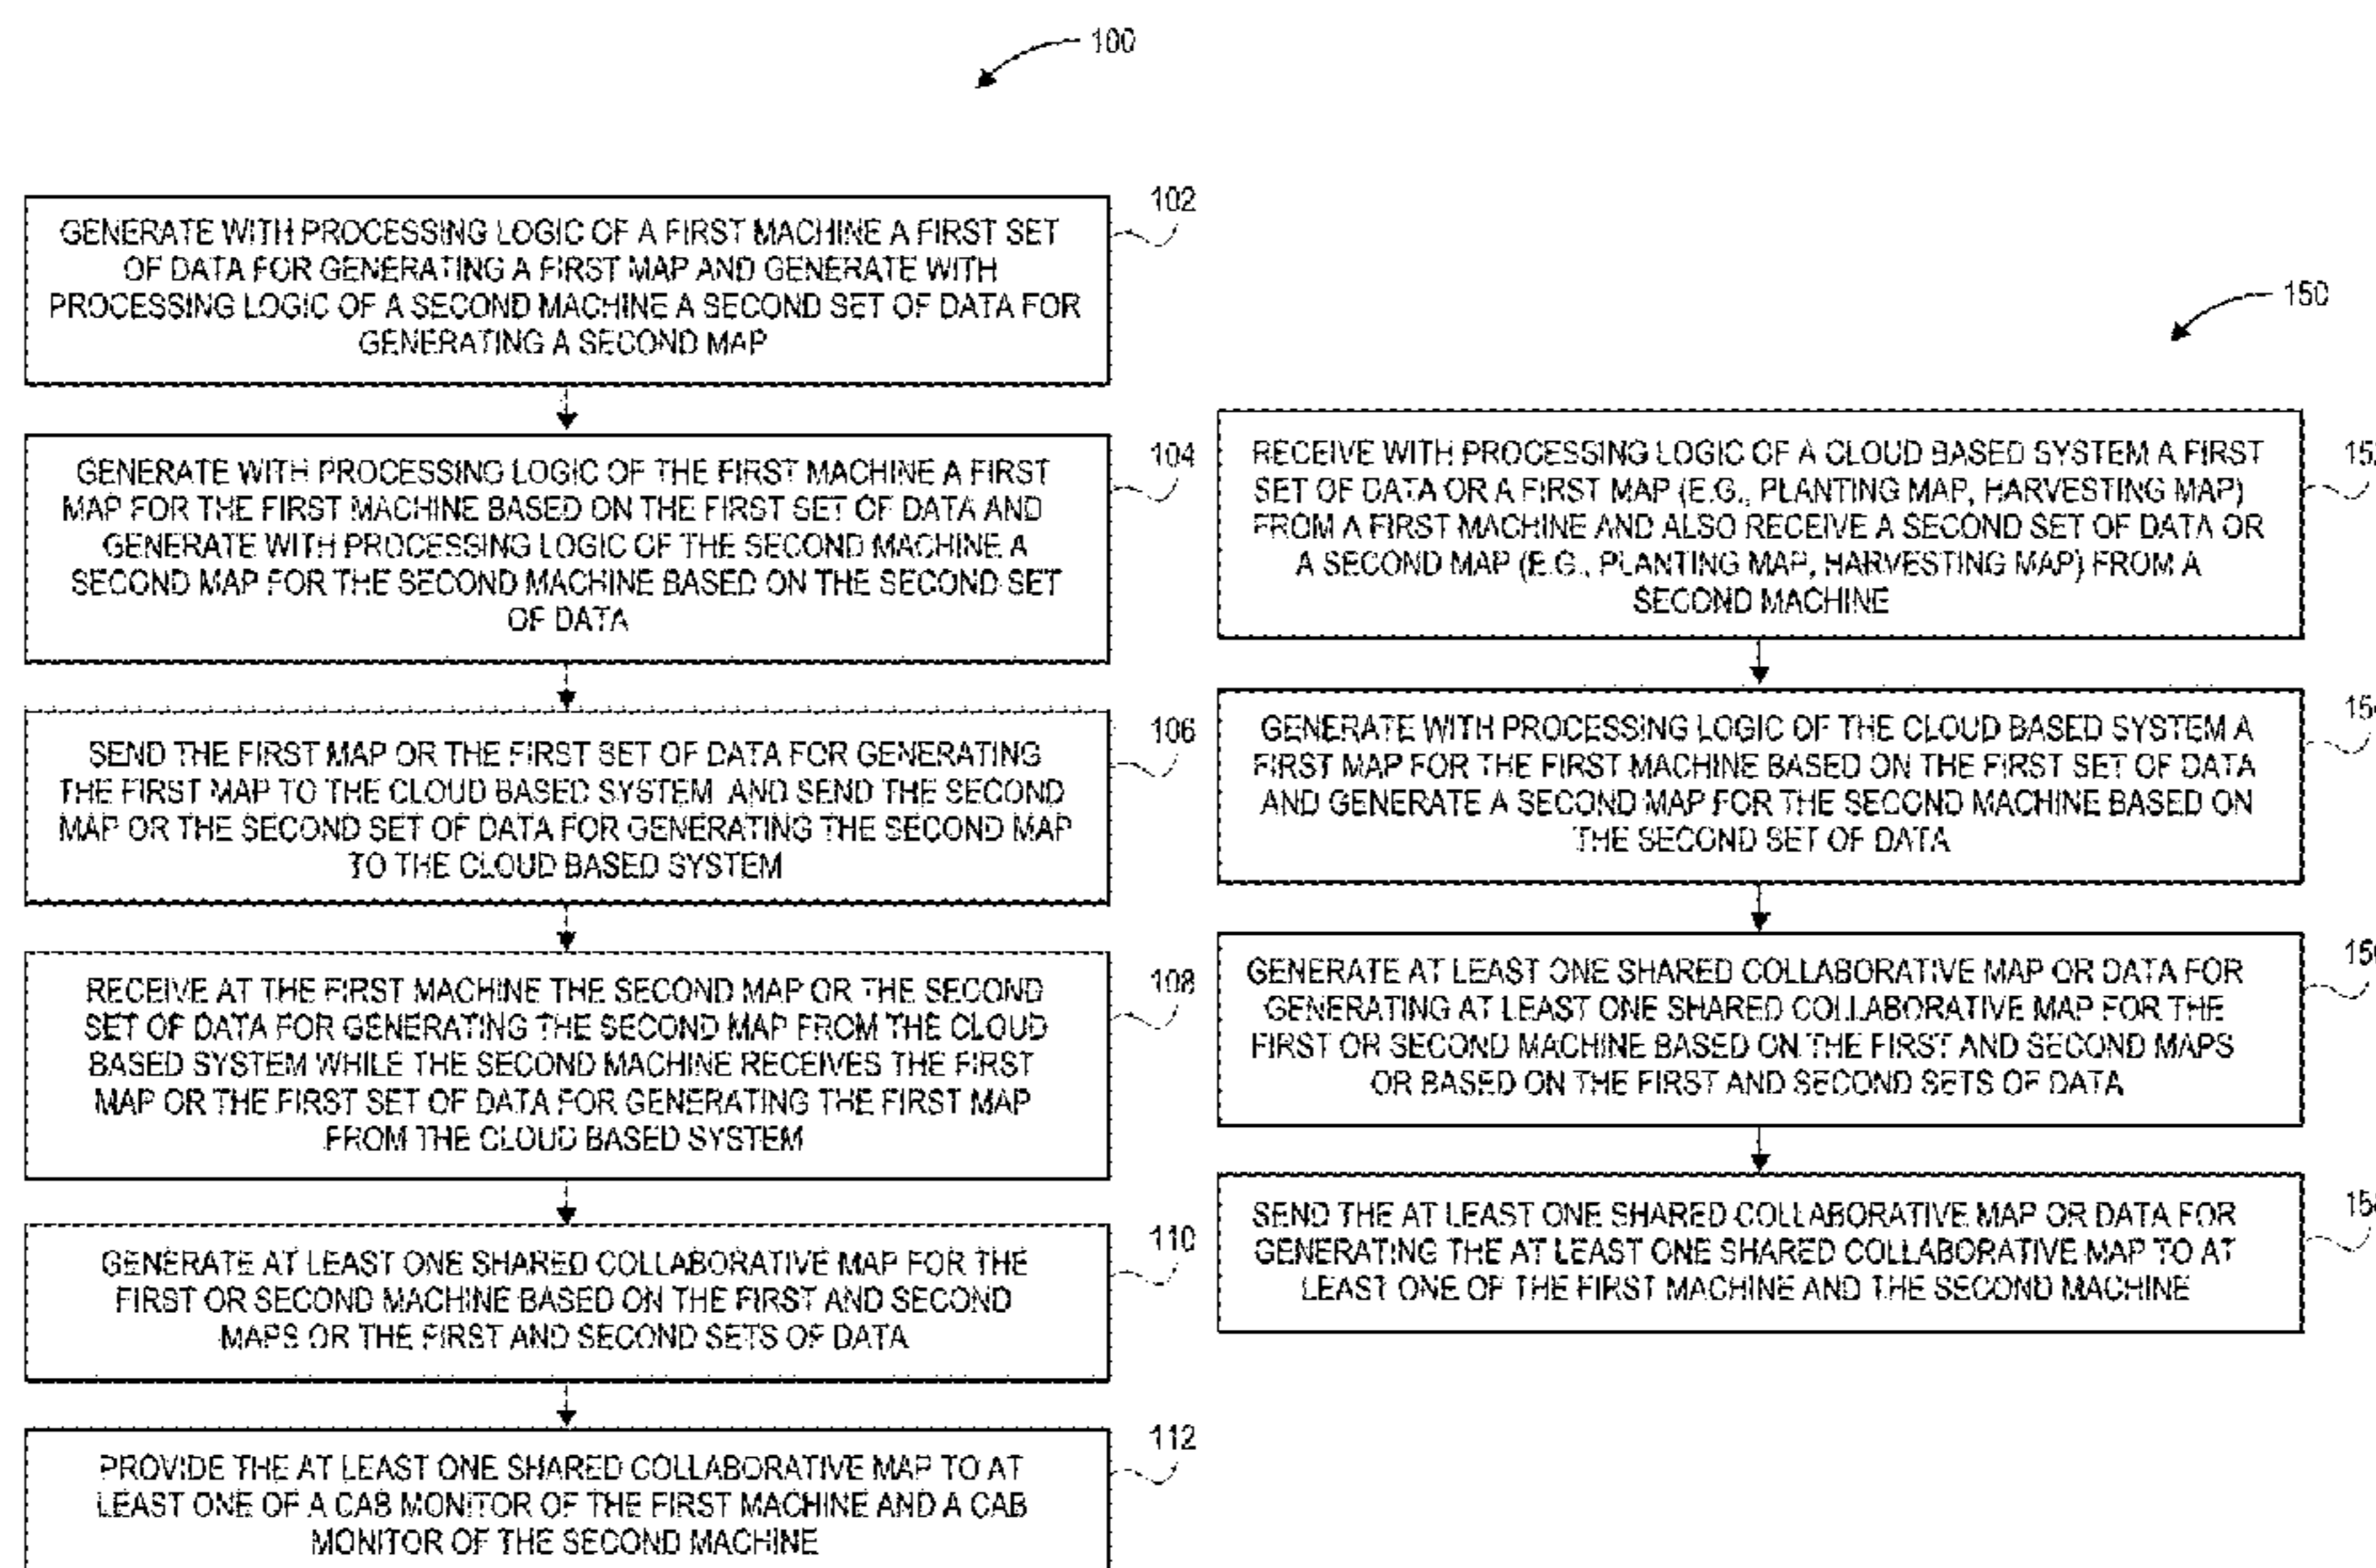 100
102
GENERATE WITH PROCESSING LOGIC OF A FIRST MACHINE A FIRST SET
OF DATA FOR GENERATING A FIRST MAP AND GENERATE WITH
PROCESSING LOGIC OF A SECOND MACHINE A SECOND SET OF DATA FOR
GENERATING A SECOND MAP
104
GENERATE WITH PROCESSING LOGIC OF THE FIRST MACHINE A FIRST
MAP FOR THE FIRST MACHINE BASED ON THE FIRST SET OF DATA AND
GENERATE WITH PROCESSING LOGIC OF THE SECOND MACHINE A
SECOND MAP FOR THE SECOND MACHINE BASED ON THE SECOND SET
OF DATA
106
SEND THE FIRST MAP OR THE FIRST SET OF DATA FOR GENERATING
THE FIRST MAP TO THE CLOUD BASED SYSTEM AND SEND THE SECOND
MAP OR THE SECOND SET OF DATA FOR GENERATING THE SECOND MAP
TO THE CLOUD BASED SYSTEM
108
RECEIVE AT THE FIRST MACHINE THE SECOND MAP OR THE SECOND
SET OF DATA FOR GENERATING THE SECOND MAP FROM THE CLOUD
BASED SYSTEM WHILE THE SECOND MACHINE RECEIVES THE FIRST
MAP OR THE FIRST SET OF DATA FOR GENERATING THE FIRST MAP
FROM THE CLOUD BASED SYSTEM
110
GENERATE AT LEAST ONE SHARED COLLABORATIVE MAP FOR THE
FIRST OR SECOND MACHINE BASED ON THE FIRST AND SECOND
MAPS OR THE FIRST AND SECOND SETS OF DATA
112
PROVIDE THE AT LEAST ONE SHARED COLLABORATIVE MAP TO AT
LEAST ONE OF A CAB MONITOR OF THE FIRST MACHINE AND A CAB
MONITOR OF THE SECOND MACHINE
150
RECEIVE WITH PROCESSING LOGIC OF A CLOUD BASED SYSTEM A FIRST
SET OF DATA OR A FIRST MAP (E.G., PLANTING MAP, HARVESTING MAP)
FROM A FIRST MACHINE AND ALSO RECEIVE A SECOND SET OF DATA OR
A SECOND MAP (E.G., PLANTING MAP, HARVESTING MAP) FROM A
SECOND MACHINE
GENERATE WITH PROCESSING LOGIC OF THE CLOUD BASED SYSTEM A
FIRST MAP FOR THE FIRST MACHINE BASED ON THE FIRST SET OF DATA
AND GENERATE A SECOND MAP FOR THE SECOND MACHINE BASED ON
THE SECOND SET OF DATA
GENERATE AT LEAST ONE SHARED COLLABORATIVE MAP OR DATA FOR
GENERATING AT LEAST ONE SHARED COLLABORATIVE MAP FOR THE
FIRST OR SECOND MACHINE BASED ON THE FIRST AND SECOND MAPS
OR BASED ON THE FIRST AND SECOND SETS OF DATA
SEND THE AT LEAST ONE SHARED COLLABORATIVE MAP OR DATA FOR
GENERATING THE AT LEAST ONE SHARED COLLABORATIVE MAP TO AT
LEAST ONE OF THE FIRST MACHINE AND THE SECOND MACHINE